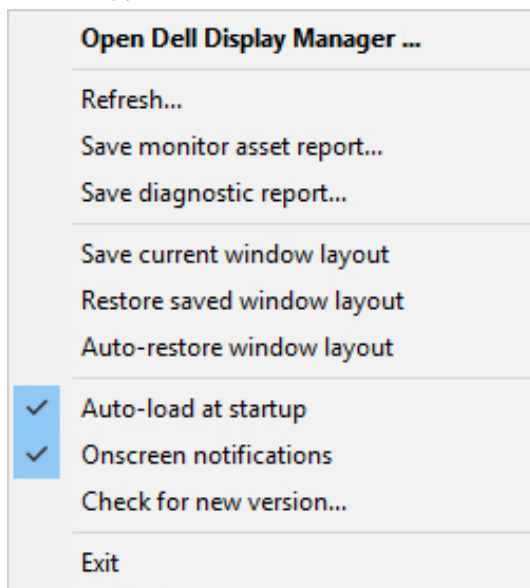 Open Dell Display Manager ...
Refresh...
Save monitor asset report...
Save diagnostic report...
Save current window layout
Restore saved window layout
Auto-restore window layout
Auto-load at startup
Onscreen notifications
Check for new version...
Exit